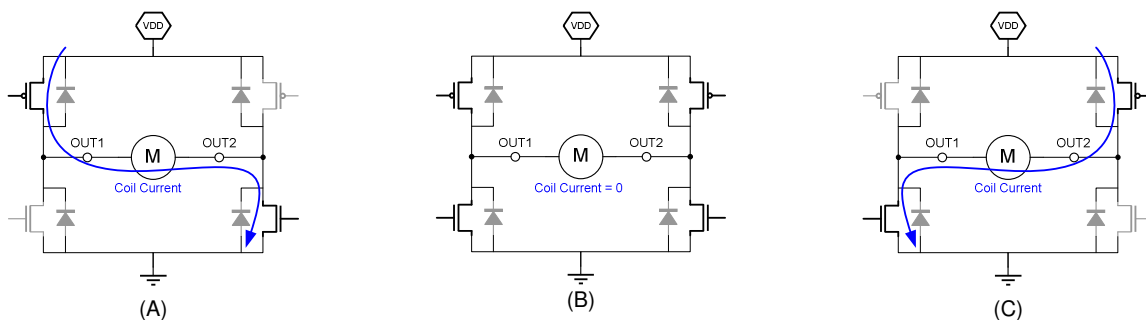 VDD
OUT1
OUT2
M
Coil Current
(A)
VDD
OUT1
OUT2
M
Coil Current = 0
(B)
VDD
OUT1
OUT2
M
Coil Current
(C)